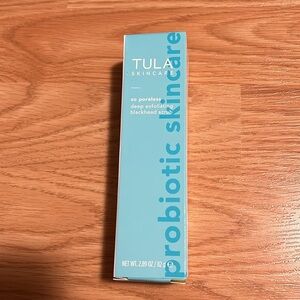 TULA
SKINCARE
so poreless
deep exfoliating
blackhead scrub
probiotic skincare
NET WT. 2.89 OZ / 82 g ℮